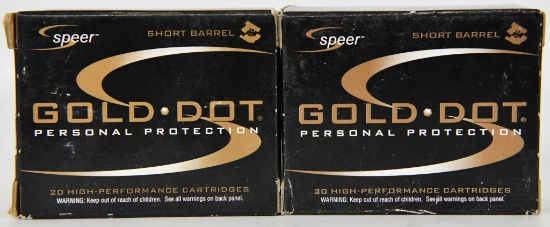 speer™ SHORT BARREL
GOLD DOT®
PERSONAL PROTECTION
20 HIGH-PERFORMANCE CARTRIDGES
WARNING: Keep out of reach of children. See all warnings on back panel.
speer™ SHORT BARREL
GOLD DOT®
PERSONAL PROTECTION
20 HIGH-PERFORMANCE CARTRIDGES
WARNING: Keep out of reach of children. See all warnings on back panel.